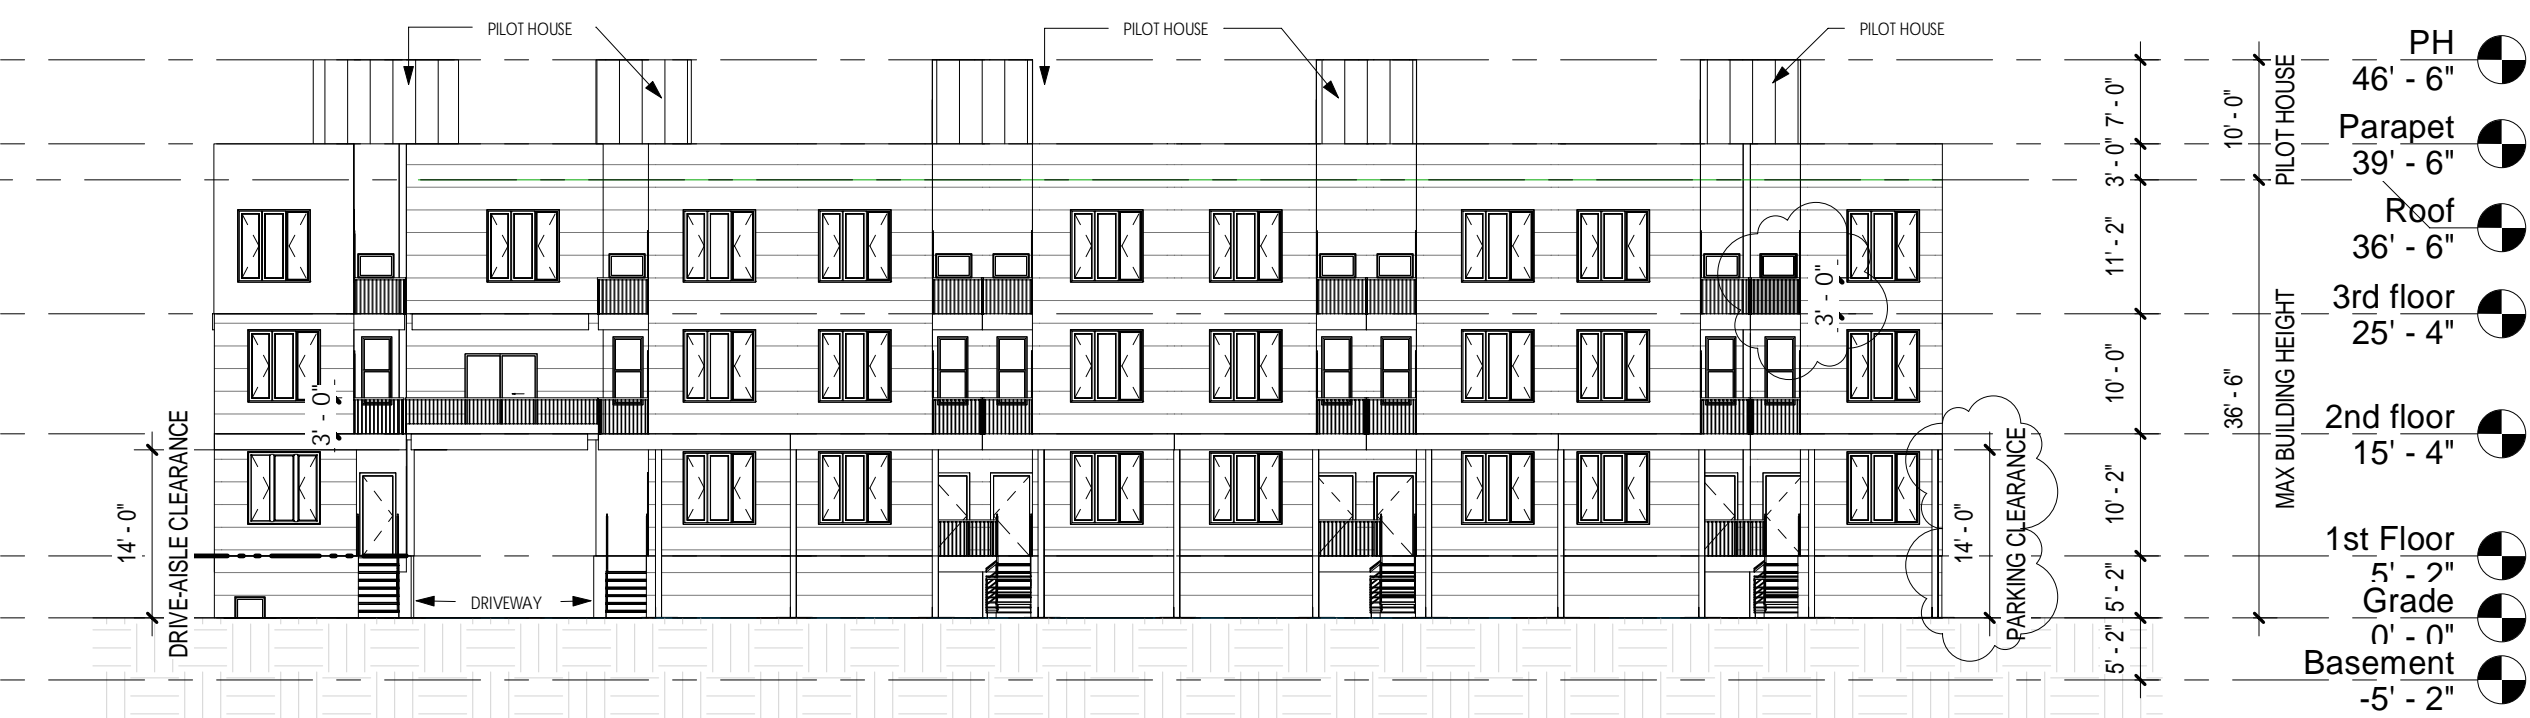 PILOT HOUSE
PILOT HOUSE
PILOT HOUSE
PH
46' - 6"
Parapet
39' - 6"
Roof
36' - 6"
3rd floor
25' - 4"
2nd floor
15' - 4"
1st Floor
5' - 2"
Grade
0' - 0"
Basement
-5' - 2"
7' - 0"
3' - 0"
11' - 2"
10' - 0"
10' - 2"
5' - 2"
5' - 2"
10' - 0"
PILOT HOUSE
36' - 6"
MAX BUILDING HEIGHT
3' - 0"
3' - 0"
14' - 0"
DRIVE-AISLE CLEARANCE
DRIVEWAY
14' - 0"
PARKING CLEARANCE